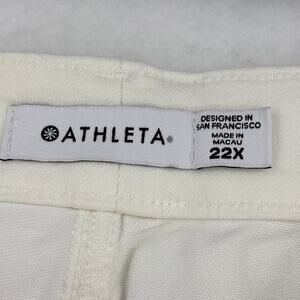 ATHLETA
DESIGNED IN
SAN FRANCISCO
MADE IN
MACAU
22X